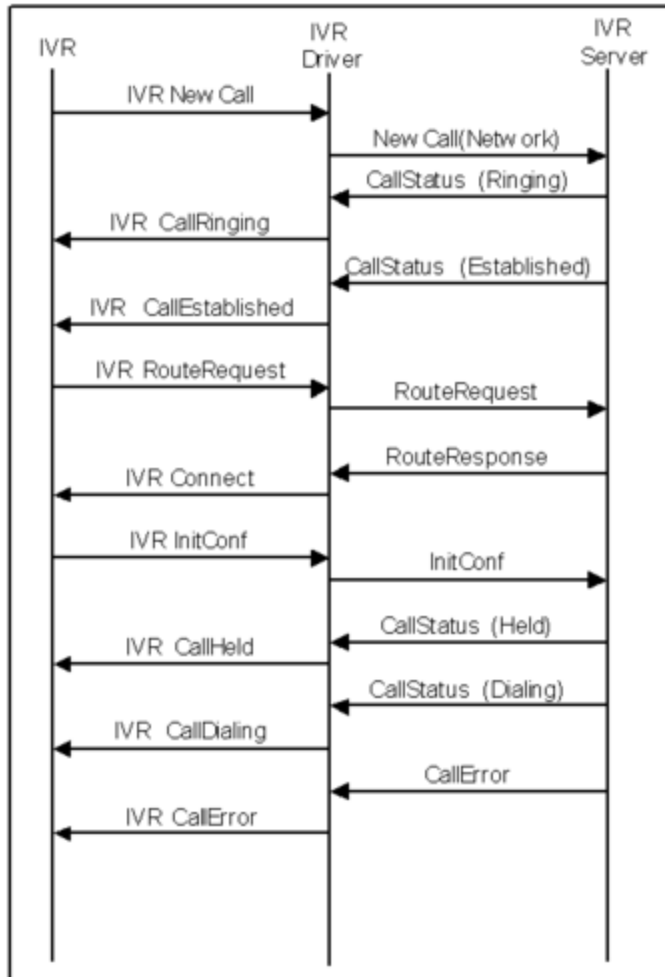 IVR
IVR
Driver
IVR
Server
IVR New Call
New Call(Network)
CallStatus (Ringing)
IVR CallRinging
CallStatus (Established)
IVR CallEstablished
IVR RouteRequest
RouteRequest
RouteResponse
IVR Connect
IVR InitConf
InitConf
CallStatus (Held)
IVR CallHeld
CallStatus (Dialing)
IVR CallDialing
CallError
IVR CallError